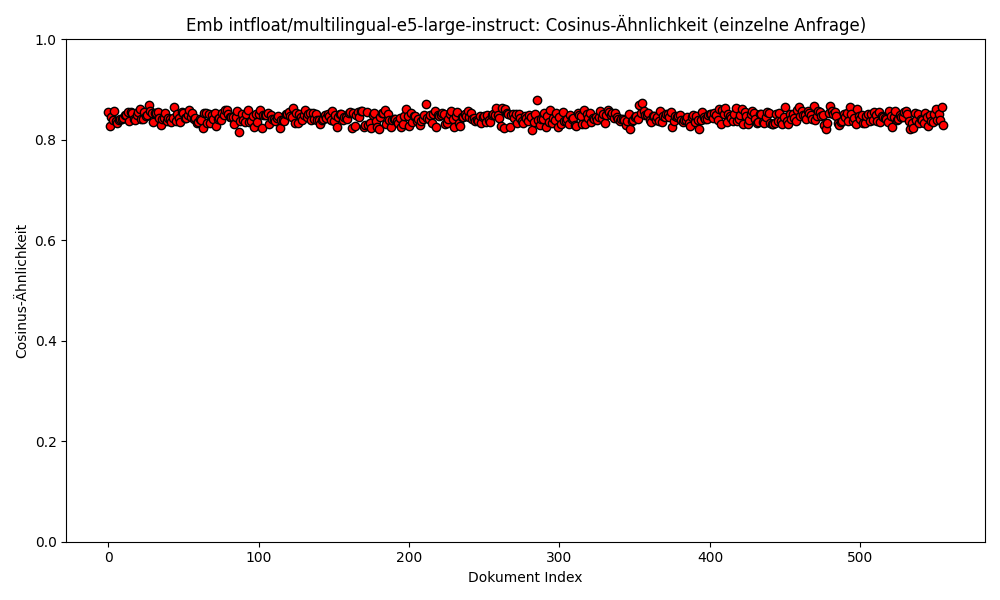 Emb intfloat/multilingual-e5-large-instruct: Cosinus-Ähnlichkeit (einzelne Anfrage)
1.0
0.8
0.6
0.4
0.2
0.0
Cosinus-Ähnlichkeit
0 100 200 300 400 500
Dokument Index